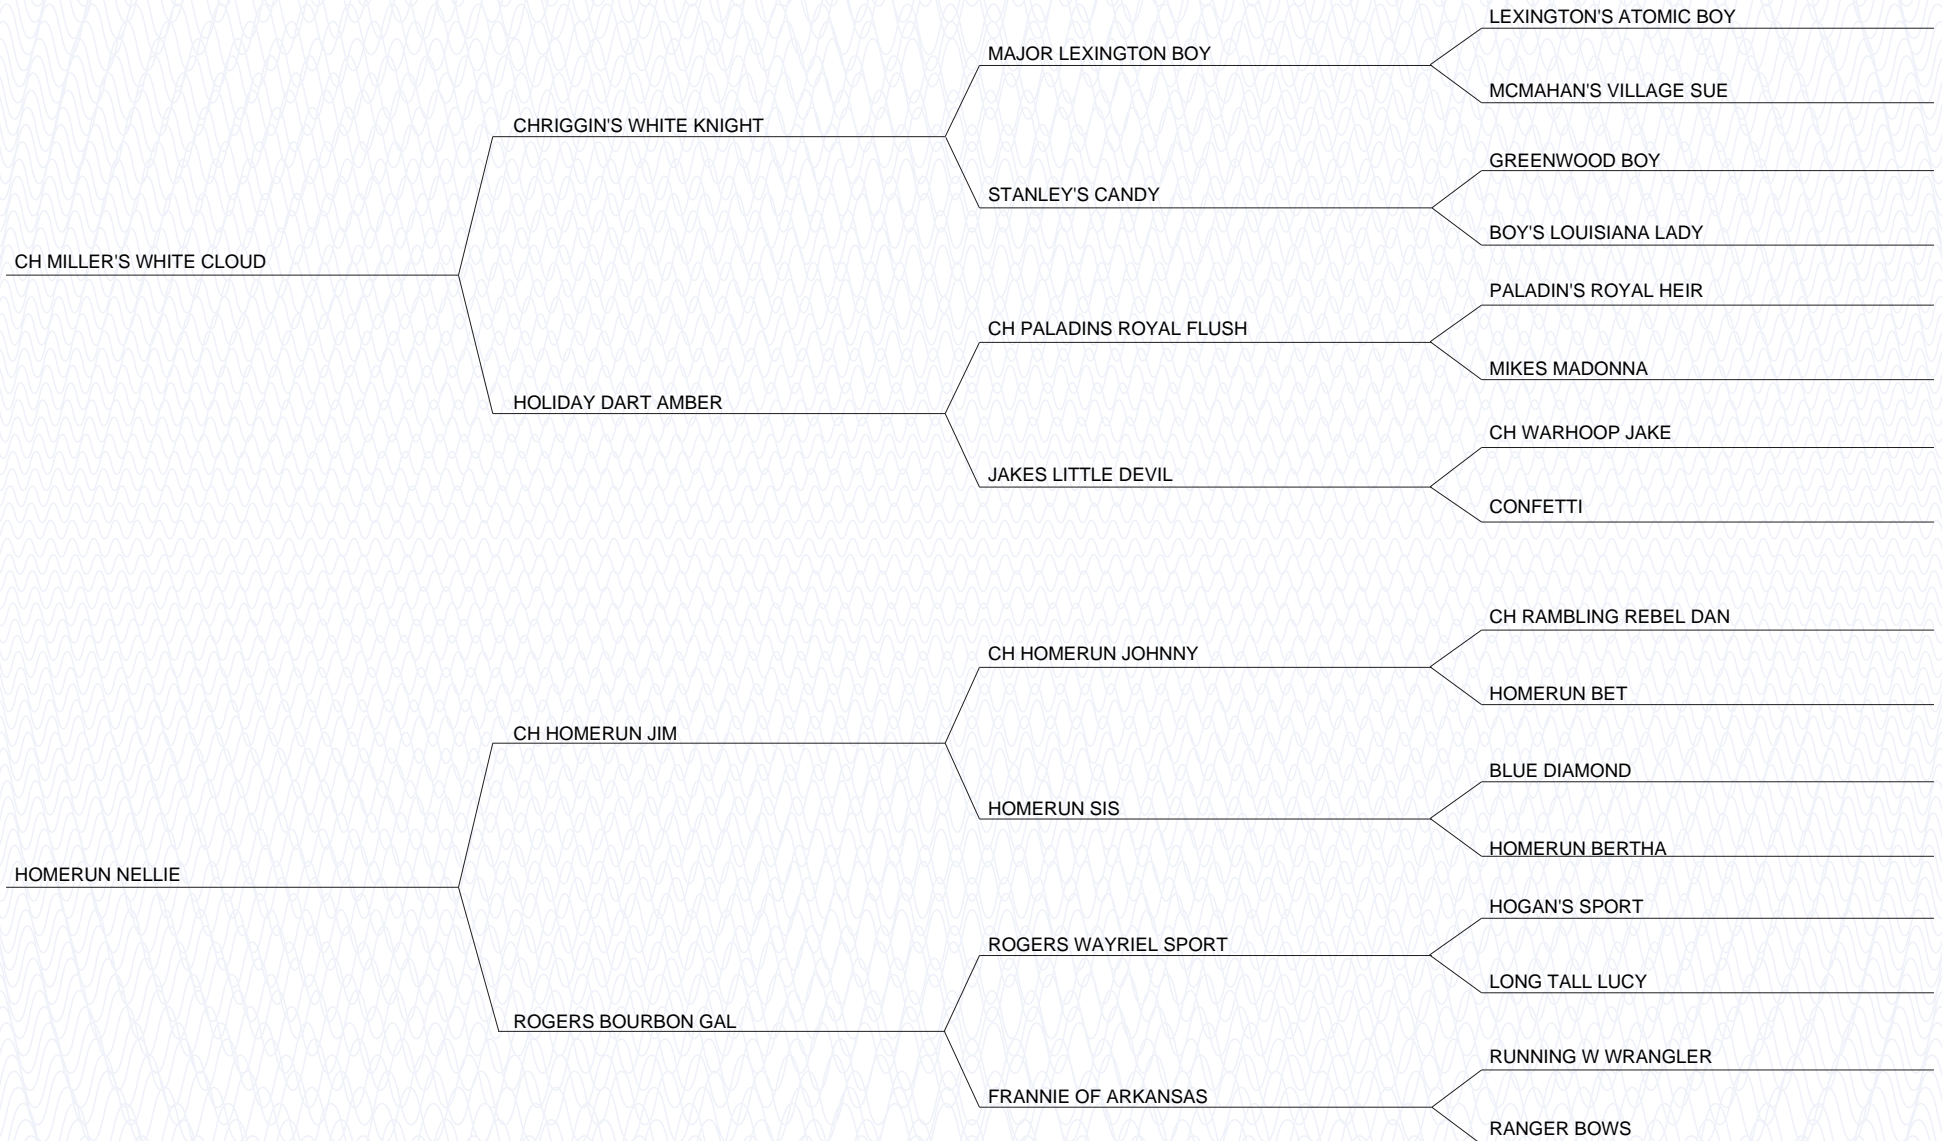 LEXINGTON'S ATOMIC BOY
MAJOR LEXINGTON BOY
MCMAHAN'S VILLAGE SUE
CHRIGGIN'S WHITE KNIGHT
GREENWOOD BOY
STANLEY'S CANDY
BOY'S LOUISIANA LADY
CH MILLER'S WHITE CLOUD
PALADIN'S ROYAL HEIR
CH PALADINS ROYAL FLUSH
MIKES MADONNA
HOLIDAY DART AMBER
CH WARHOOP JAKE
JAKES LITTLE DEVIL
CONFETTI
CH RAMBLING REBEL DAN
CH HOMERUN JOHNNY
HOMERUN BET
CH HOMERUN JIM
BLUE DIAMOND
HOMERUN SIS
HOMERUN BERTHA
HOMERUN NELLIE
HOGAN'S SPORT
ROGERS WAYRIEL SPORT
LONG TALL LUCY
ROGERS BOURBON GAL
RUNNING W WRANGLER
FRANNIE OF ARKANSAS
RANGER BOWS